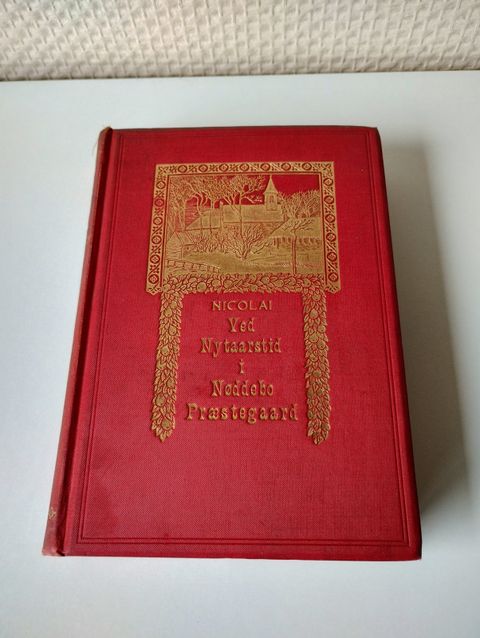 NICOLAI
Ved
Nytaarstid
i
Nøddebo
Præstegaard